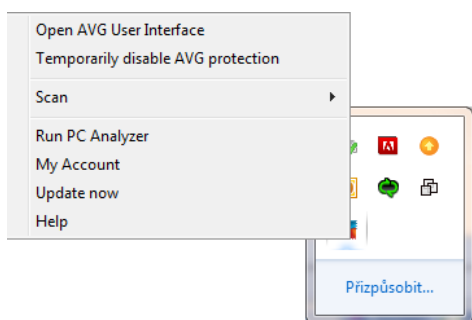 Open AVG User Interface
Temporarily disable AVG protection
Scan
Run PC Analyzer
My Account
Update now
Help
Přizpůsobit...